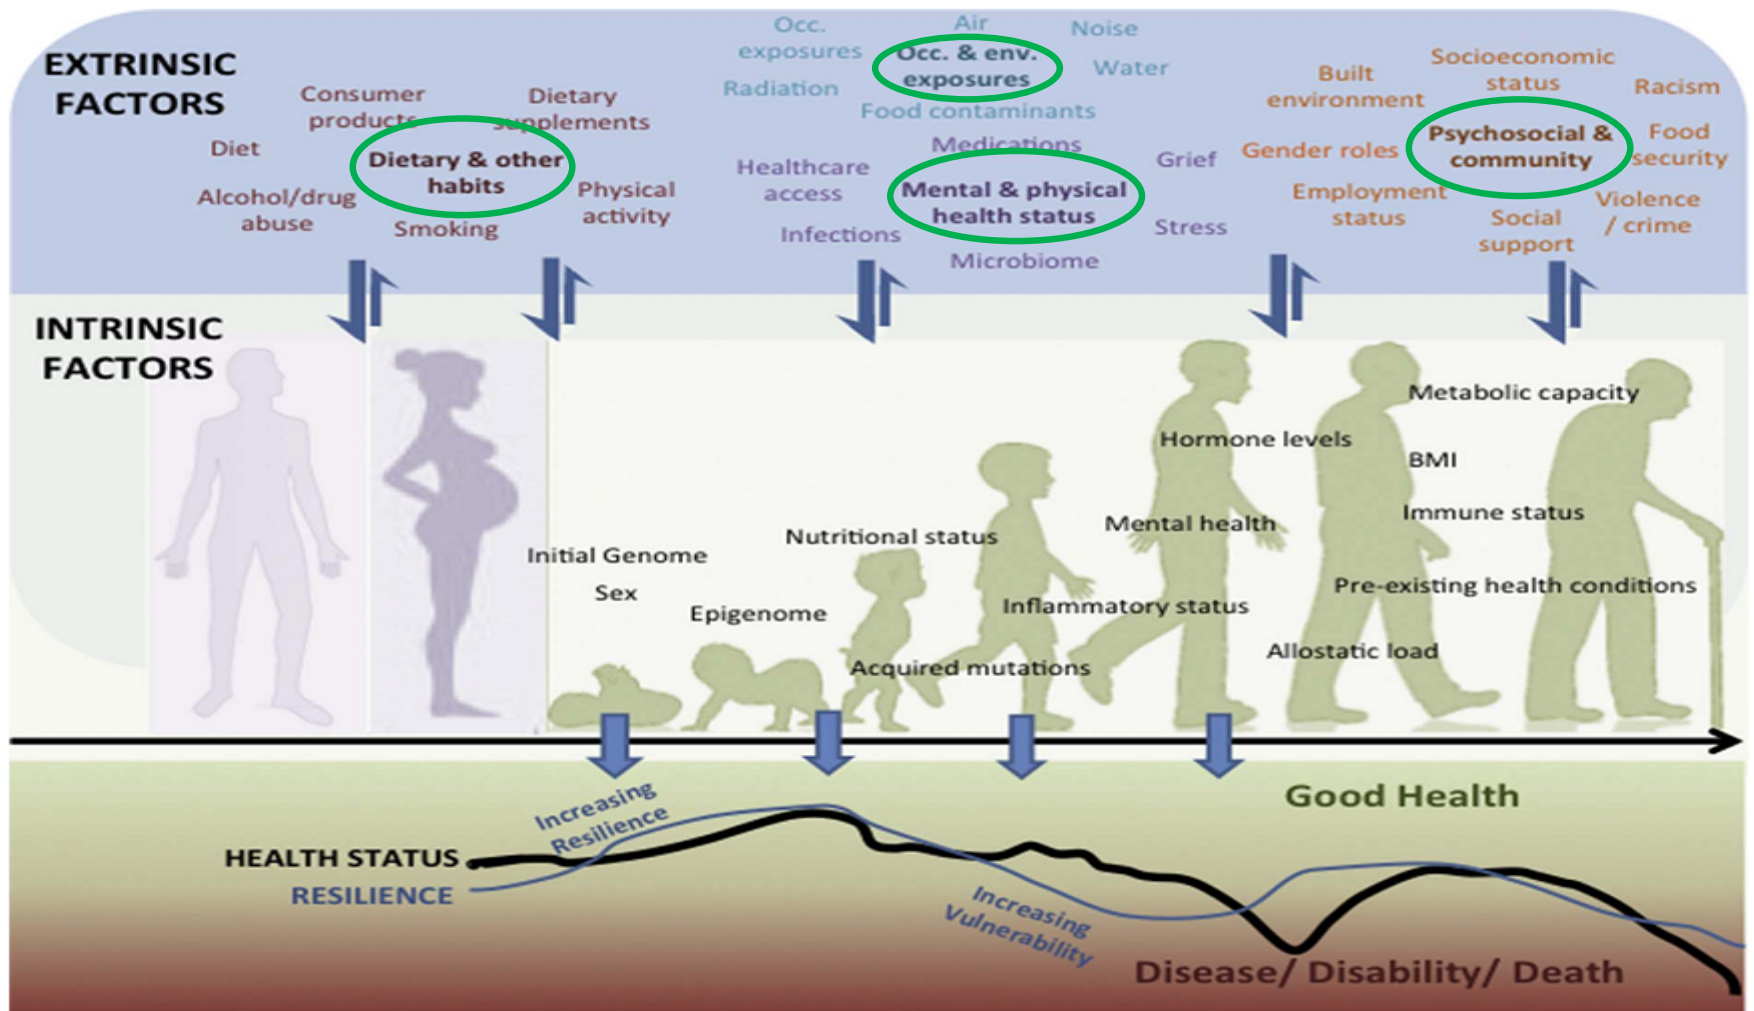 EXTRINSIC
FACTORS
Consumer
products
Dietary
supplements
Diet
Dietary & other
habits
Alcohol/drug
abuse
Physical
activity
Smoking
Occ.
exposures
Air
Noise
Occ. & env.
exposures
Water
Radiation
Food contaminants
Medications
Healthcare
access
Grief
Mental & physical
health status
Infections
Stress
Microbiome
Socioeconomic
status
Built
environment
Racism
Gender roles
Psychosocial &
community
Food
security
Employment
status
Social
support
Violence
/ crime
INTRINSIC
FACTORS
Metabolic capacity
Hormone levels
BMI
Immune status
Mental health
Nutritional status
Initial Genome
Sex
Pre-existing health conditions
Epigenome
Inflammatory status
Allostatic load
Acquired mutations
Good Health
Increasing
Resilience
HEALTH STATUS
RESILIENCE
Increasing
Vulnerability
Disease/ Disability/ Death